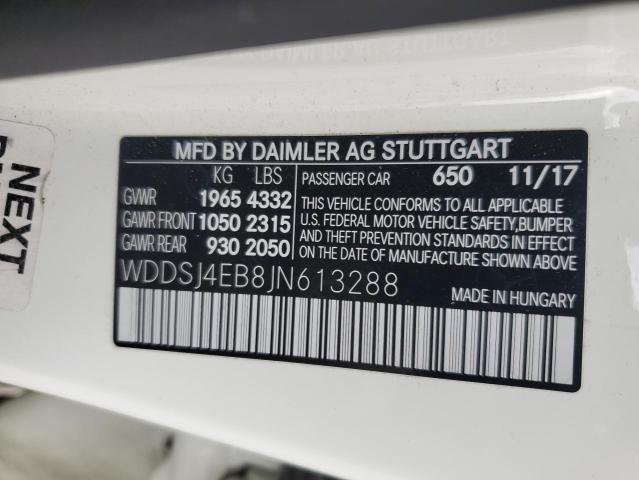 MFD BY DAIMLER AG STUTTGART
KG LBS
GVWR 1965 4332
GAWR FRONT 1050 2315
GAWR REAR 930 2050
PASSENGER CAR 650 11/17
THIS VEHICLE CONFORMS TO ALL APPLICABLE
U.S. FEDERAL MOTOR VEHICLE SAFETY,BUMPER
AND THEFT PREVENTION STANDARDS IN EFFECT
ON THE DATE OF MANUFACTURE SHOWN ABOVE.
WDDSJ4EB8JN613288
MADE IN HUNGARY
NEXT